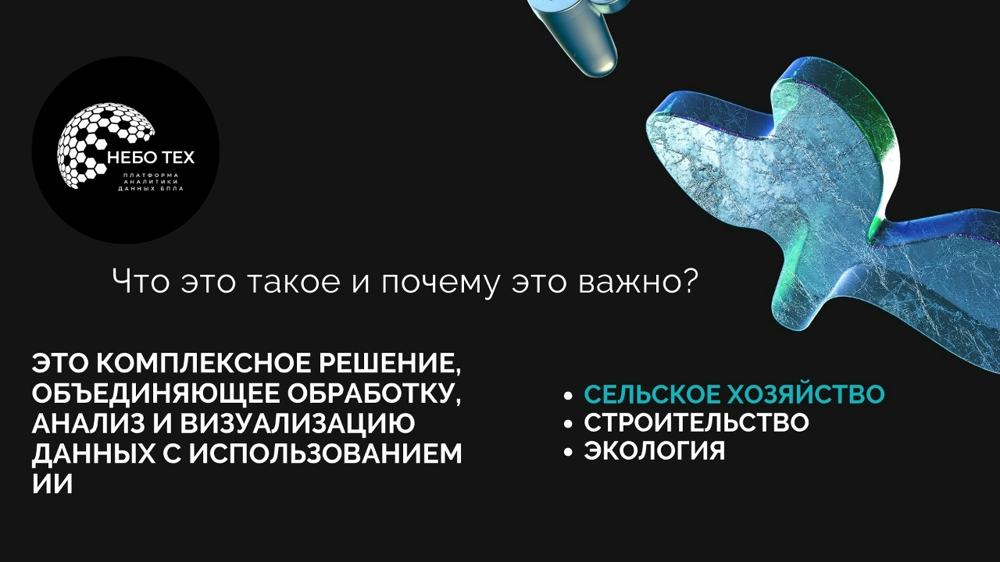 НЕБО ТЕХ
ПЛАТФОРМА
АНАЛИТИКИ
ДАННЫХ БПЛА
Что это такое и почему это важно?
ЭТО КОМПЛЕКСНОЕ РЕШЕНИЕ,
ОБЪЕДИНЯЮЩЕЕ ОБРАБОТКУ,
АНАЛИЗ И ВИЗУАЛИЗАЦИЮ
ДАННЫХ С ИСПОЛЬЗОВАНИЕМ
ИИ
• СЕЛЬСКОЕ ХОЗЯЙСТВО
• СТРОИТЕЛЬСТВО
• ЭКОЛОГИЯ